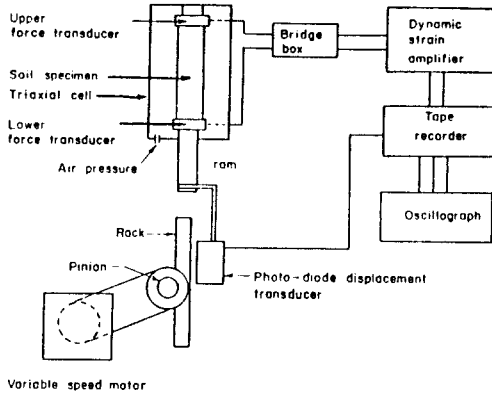 Upper
force transducer
Soil specimen
Triaxial cell
Lower
force transducer
Air pressure
ram
Rack
Pinian
Variable speed motor
Photo-diode displacement
transducer
Bridge
box
Dynamic
strain
amplifier
Tape
recorder
Oscillograph